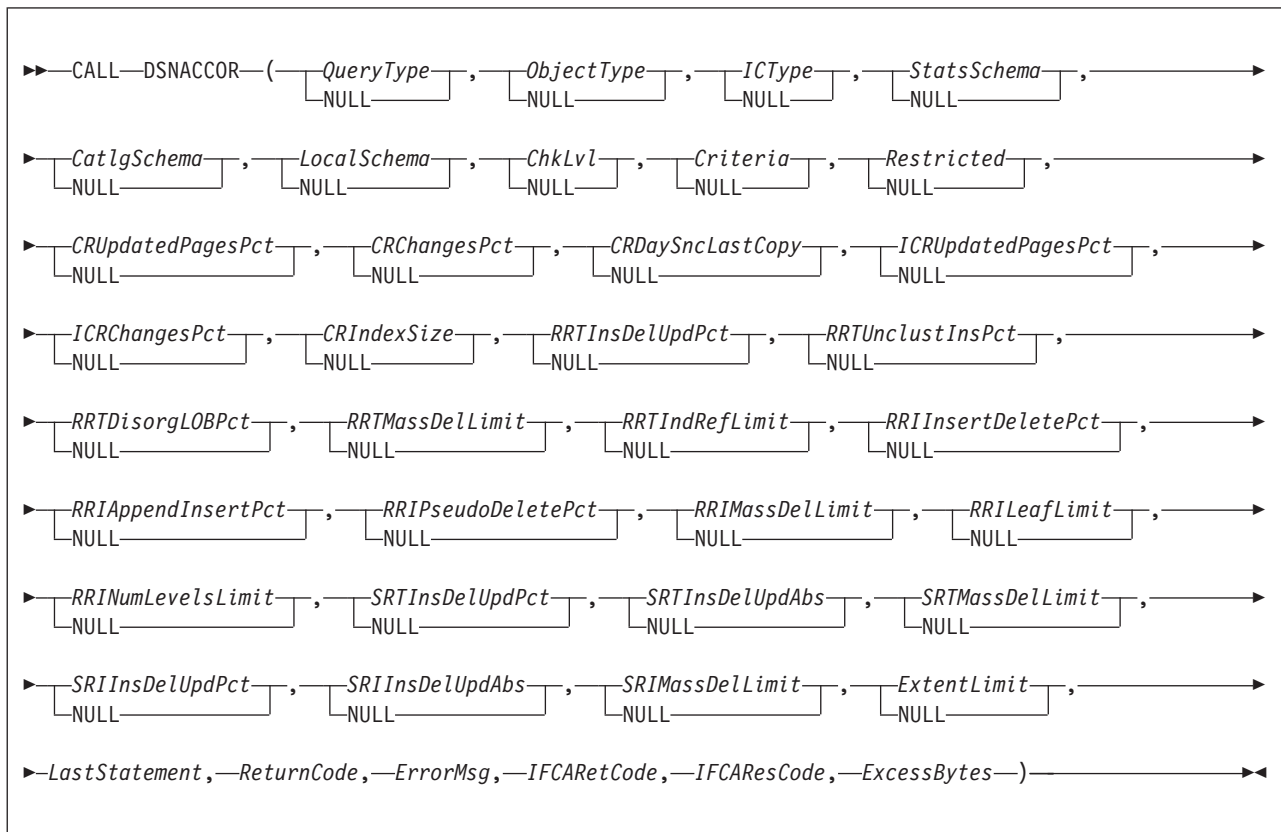 CALL DSNACCOR ( QueryType , ObjectType , ICType , StatsSchema ,
NULL NULL NULL NULL
CatlgSchema , LocalSchema , ChkLvl , Criteria , Restricted ,
NULL NULL NULL NULL NULL
CRUpdatedPagesPct , CRChangesPct , CRDaySncLastCopy , ICRUpdatedPagesPct ,
NULL NULL NULL NULL
ICRChangesPct , CRIndexSize , RRTInsDelUpdPct , RRTUnclustInsPct ,
NULL NULL NULL NULL
RRTDisorgLOBPct , RRTMassDelLimit , RRTIndRefLimit , RRIInsertDeletePct ,
NULL NULL NULL NULL
RRIAppendInsertPct , RRIPseudoDeletePct , RRIMassDelLimit , RRILeafLimit ,
NULL NULL NULL NULL
RRINumLevelsLimit , SRTInsDelUpdPct , SRTInsDelUpdAbs , SRTMassDelLimit ,
NULL NULL NULL NULL
SRIInsDelUpdPct , SRIInsDelUpdAbs , SRIMassDelLimit , ExtentLimit ,
NULL NULL NULL NULL
LastStatement, ReturnCode, ErrorMsg, IFCARetCode, IFCAResCode, ExcessBytes )